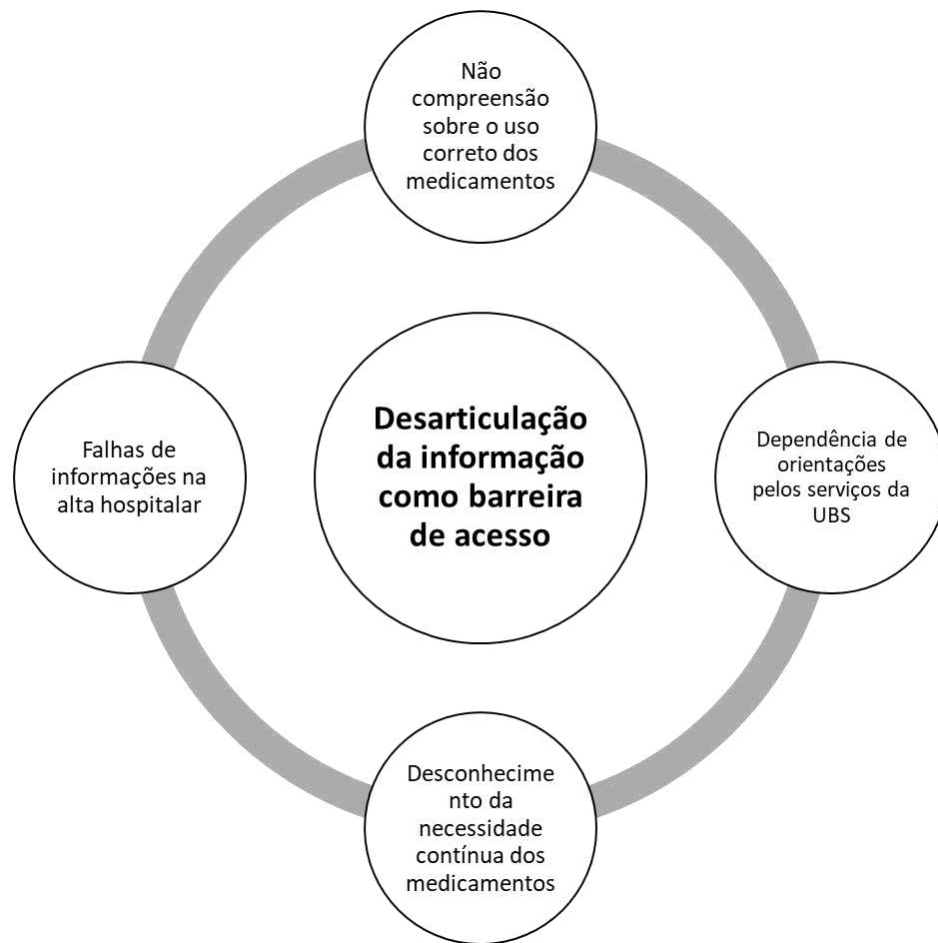 Não
compreensão
sobre o uso
correto dos
medicamentos
Falhas de
informações na
alta hospitalar
Desarticulação
da informação
como barreira
de acesso
Dependência de
orientações
pelos serviços da
UBS
Desconhecime
nto da
necessidade
contínua dos
medicamentos